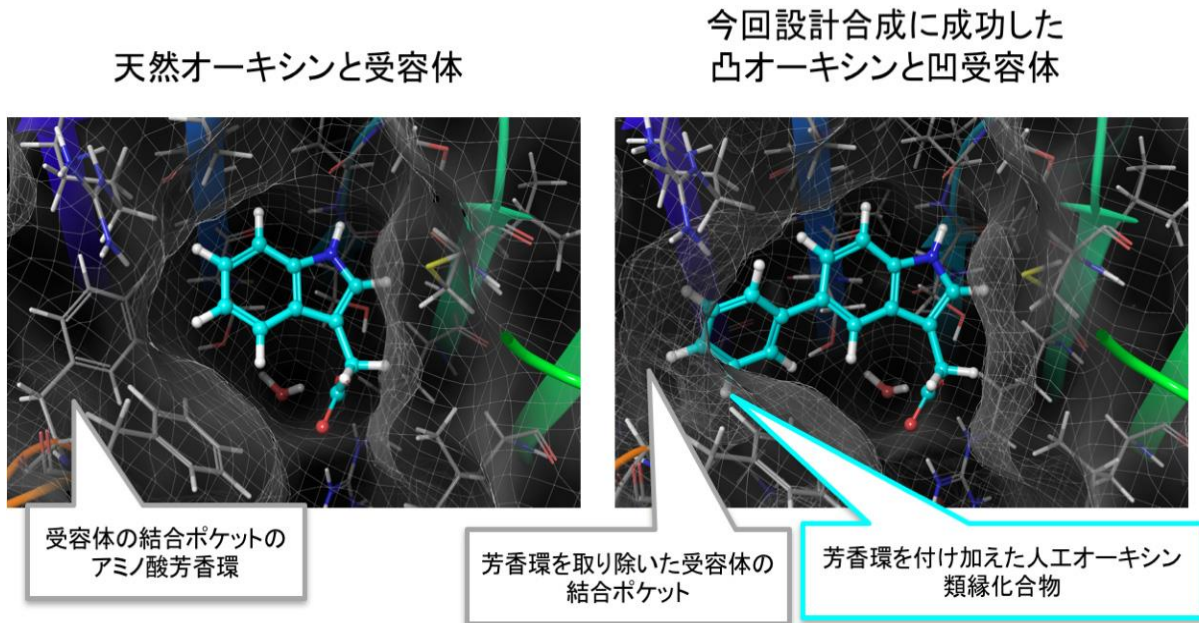 天然オーキシンと受容体
今回設計合成に成功した
凸オーキシンと凹受容体
受容体の結合ポケットの
アミノ酸芳香環
芳香環を取り除いた受容体の
結合ポケット
芳香環を付け加えた人工オーキシン
類縁化合物